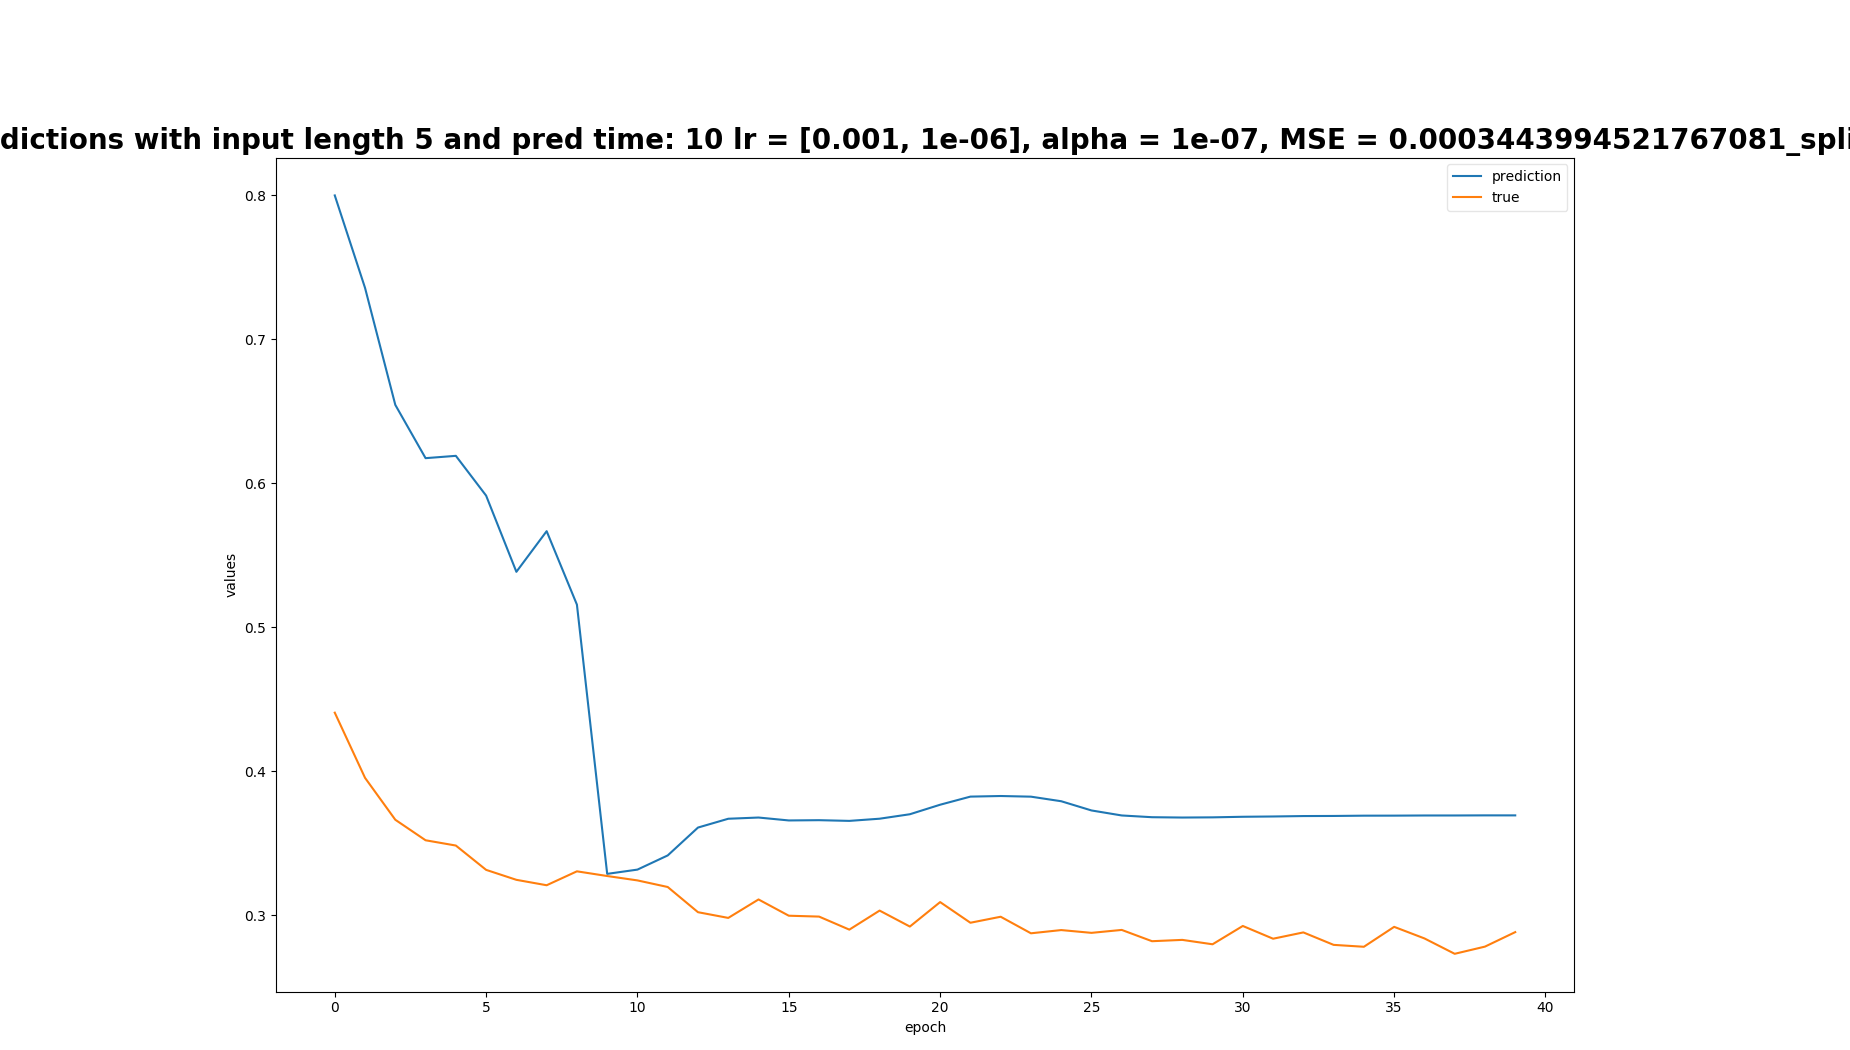 dictions with input length 5 and pred time: 10 lr = [0.001, 1e-06], alpha = 1e-07, MSE = 0.0003443994521767081_spli
prediction
true
0.8
0.7
0.6
0.5
0.4
0.3
values
0 5 10 15 20 25 30 35 40
epoch